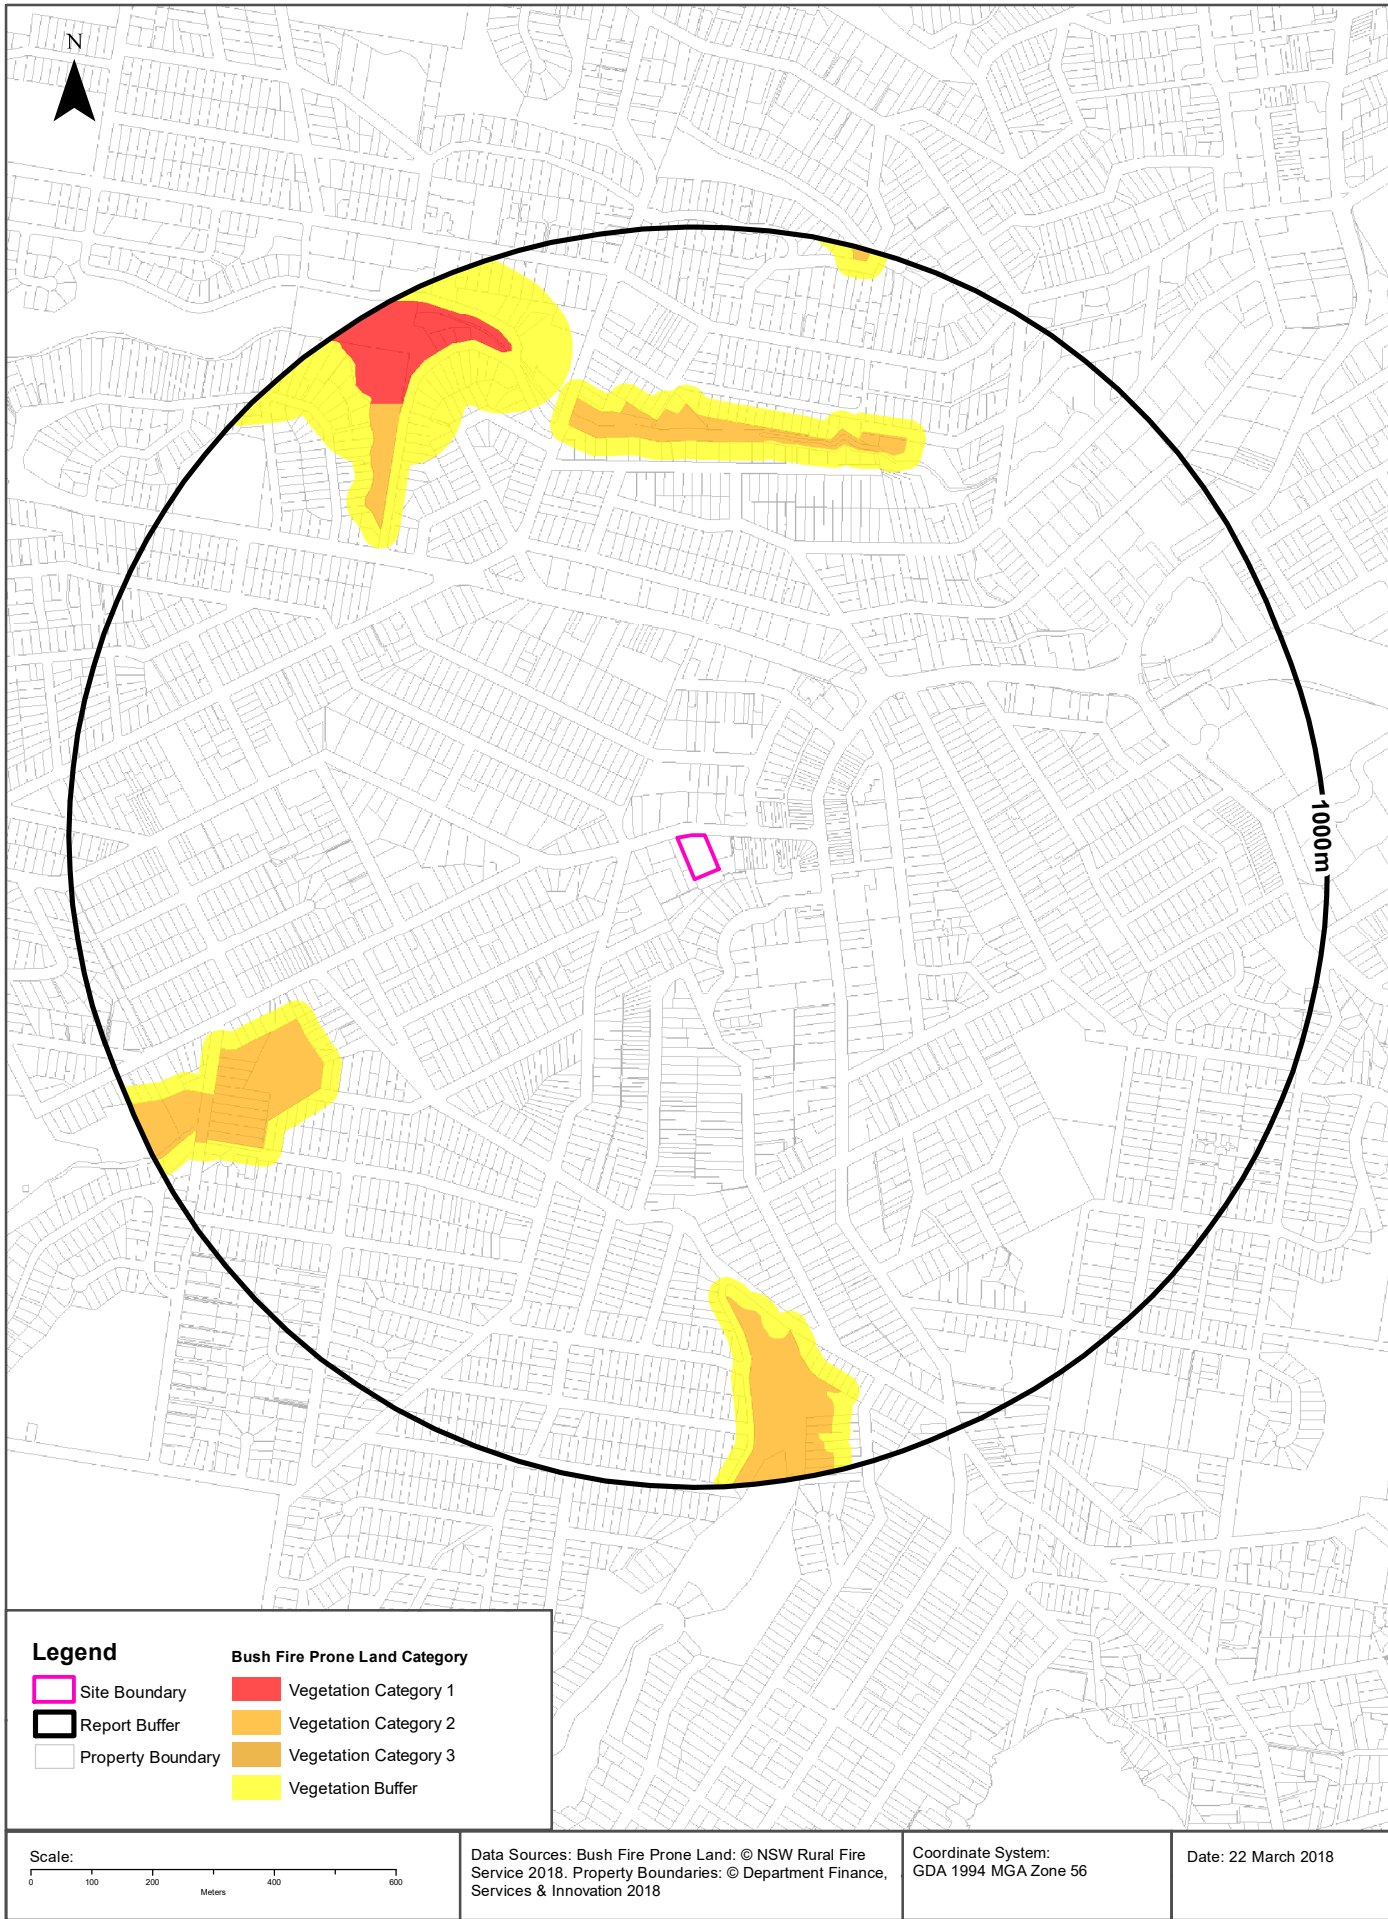 N
1000m
Legend
Site Boundary
Report Buffer
Property Boundary
Bush Fire Prone Land Category
Vegetation Category 1
Vegetation Category 2
Vegetation Category 3
Vegetation Buffer
Scale:
0 100 200 400 600
Meters
Data Sources: Bush Fire Prone Land: © NSW Rural Fire
Service 2018. Property Boundaries: © Department Finance,
Services & Innovation 2018
Coordinate System:
GDA 1994 MGA Zone 56
Date: 22 March 2018